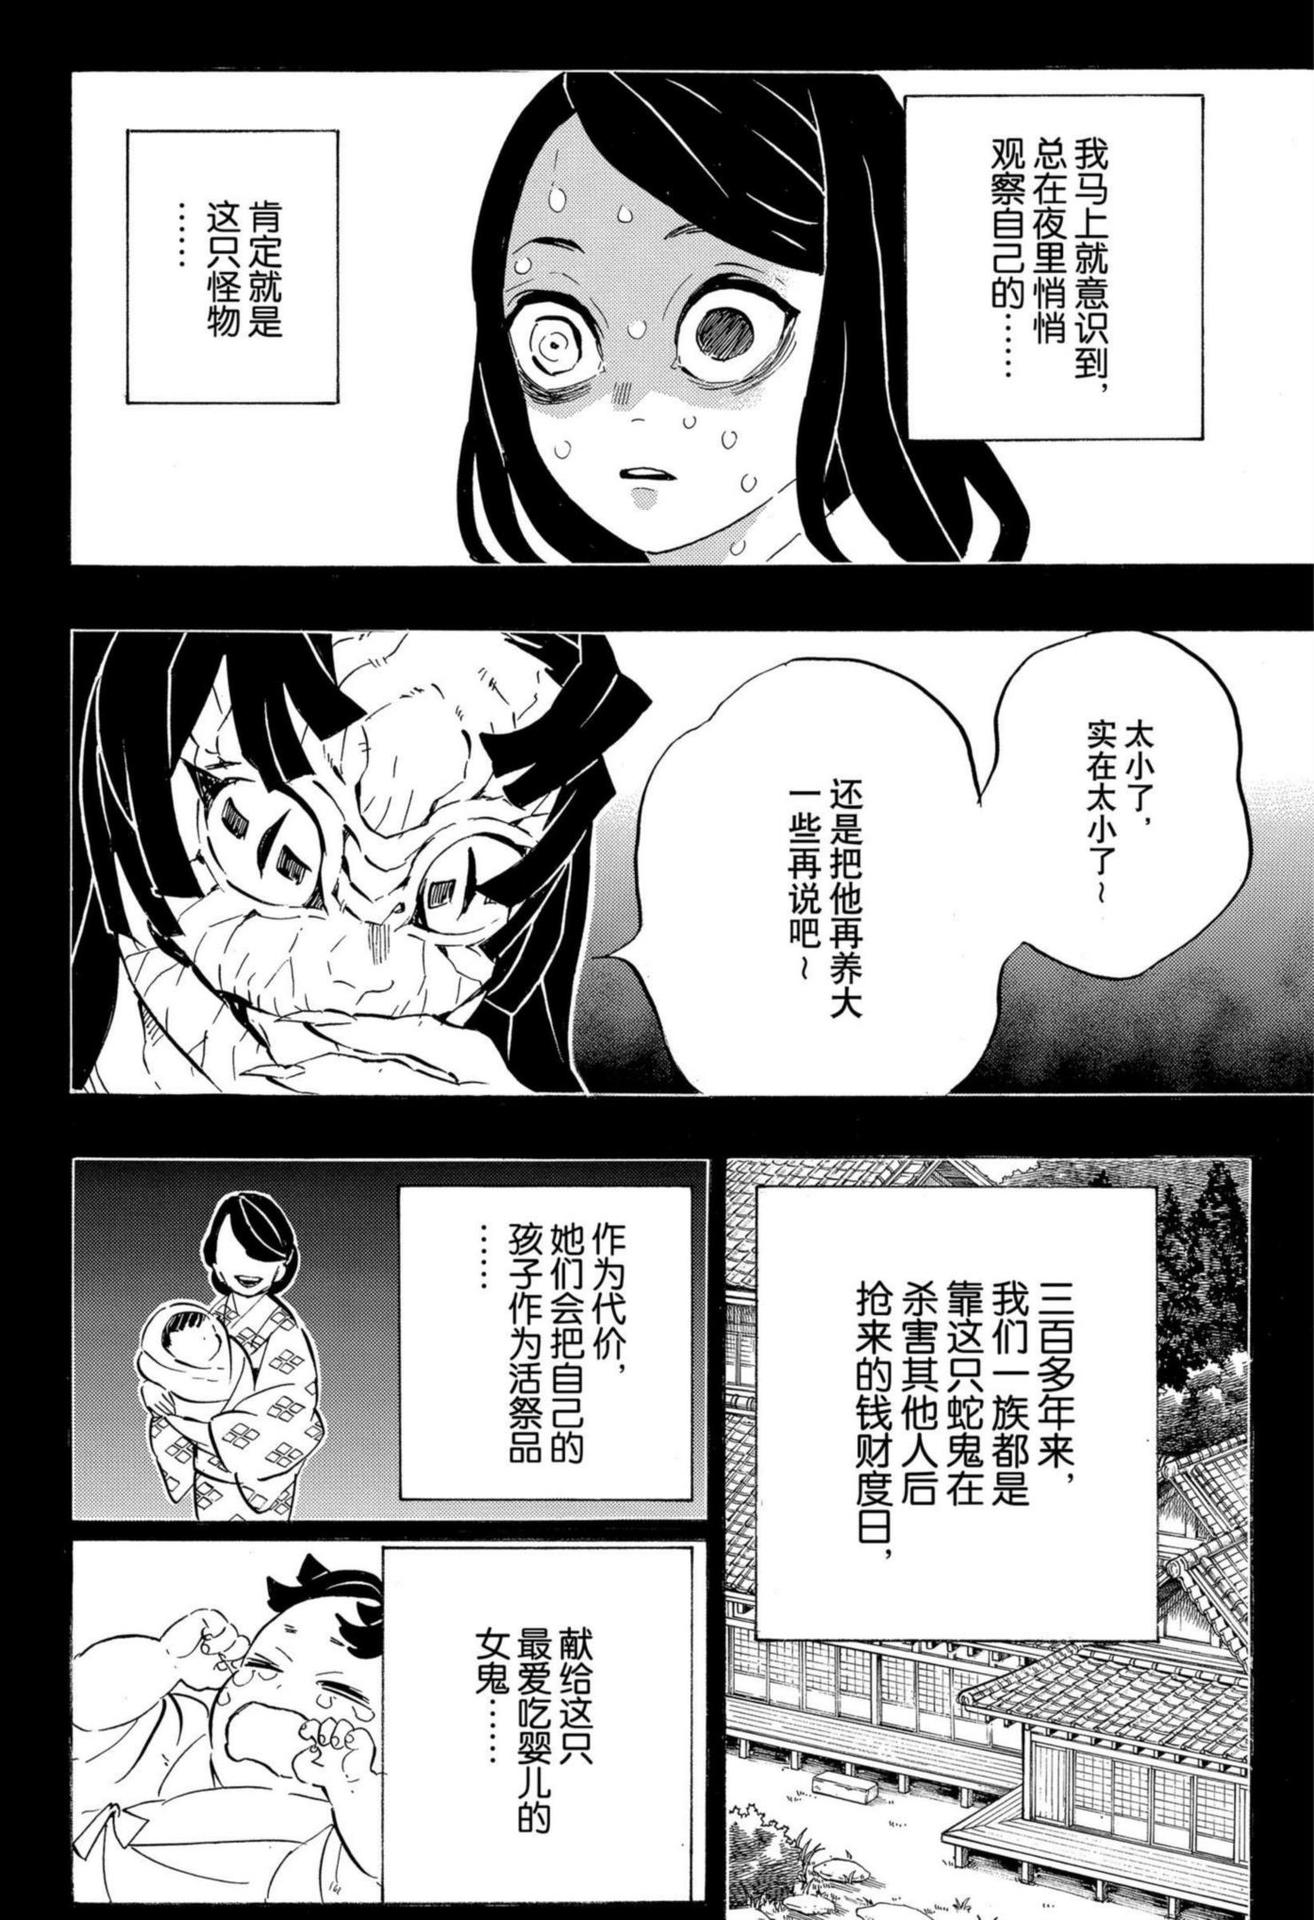 我马上就意识到，
总在夜里悄悄
观察自己的……
肯定就是
这只怪物
……
太小了，
实在太小了~
还是把他再养大
一些再说吧~
三百多年来，
我们一族都是
靠这只蛇鬼在
杀害其他人后
抢来的钱财度日，
作为代价，
她们会把自己的
孩子作为活祭品
……
献给这只
最爱吃婴儿的
女鬼……